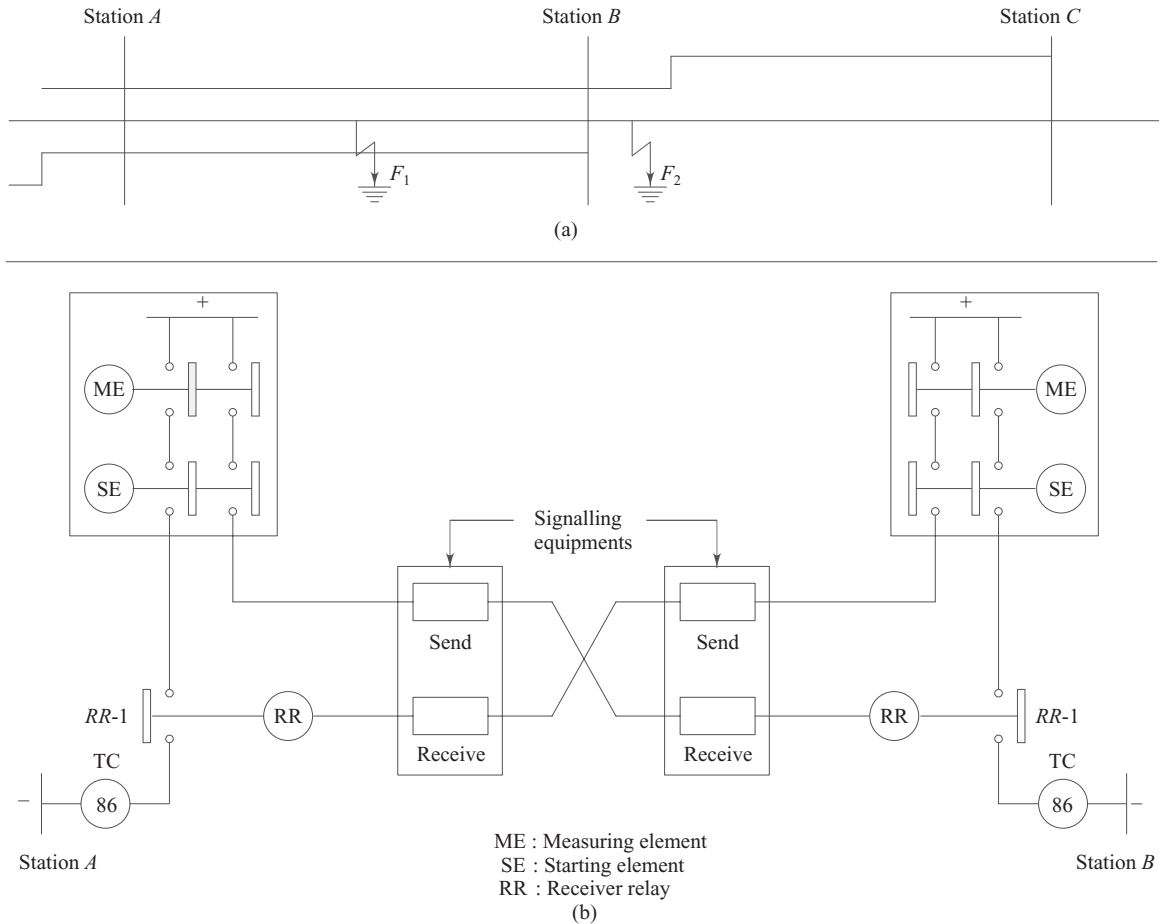 Station A
Station B
Station C
F1
F2
(a)
+
+
ME
ME
SE
SE
Signalling
equipments
Send
Send
RR-1
RR
RR
RR-1
Receive
Receive
TC
TC
–
86
86
–
Station A
Station B
ME : Measuring element
SE : Starting element
RR : Receiver relay
(b)